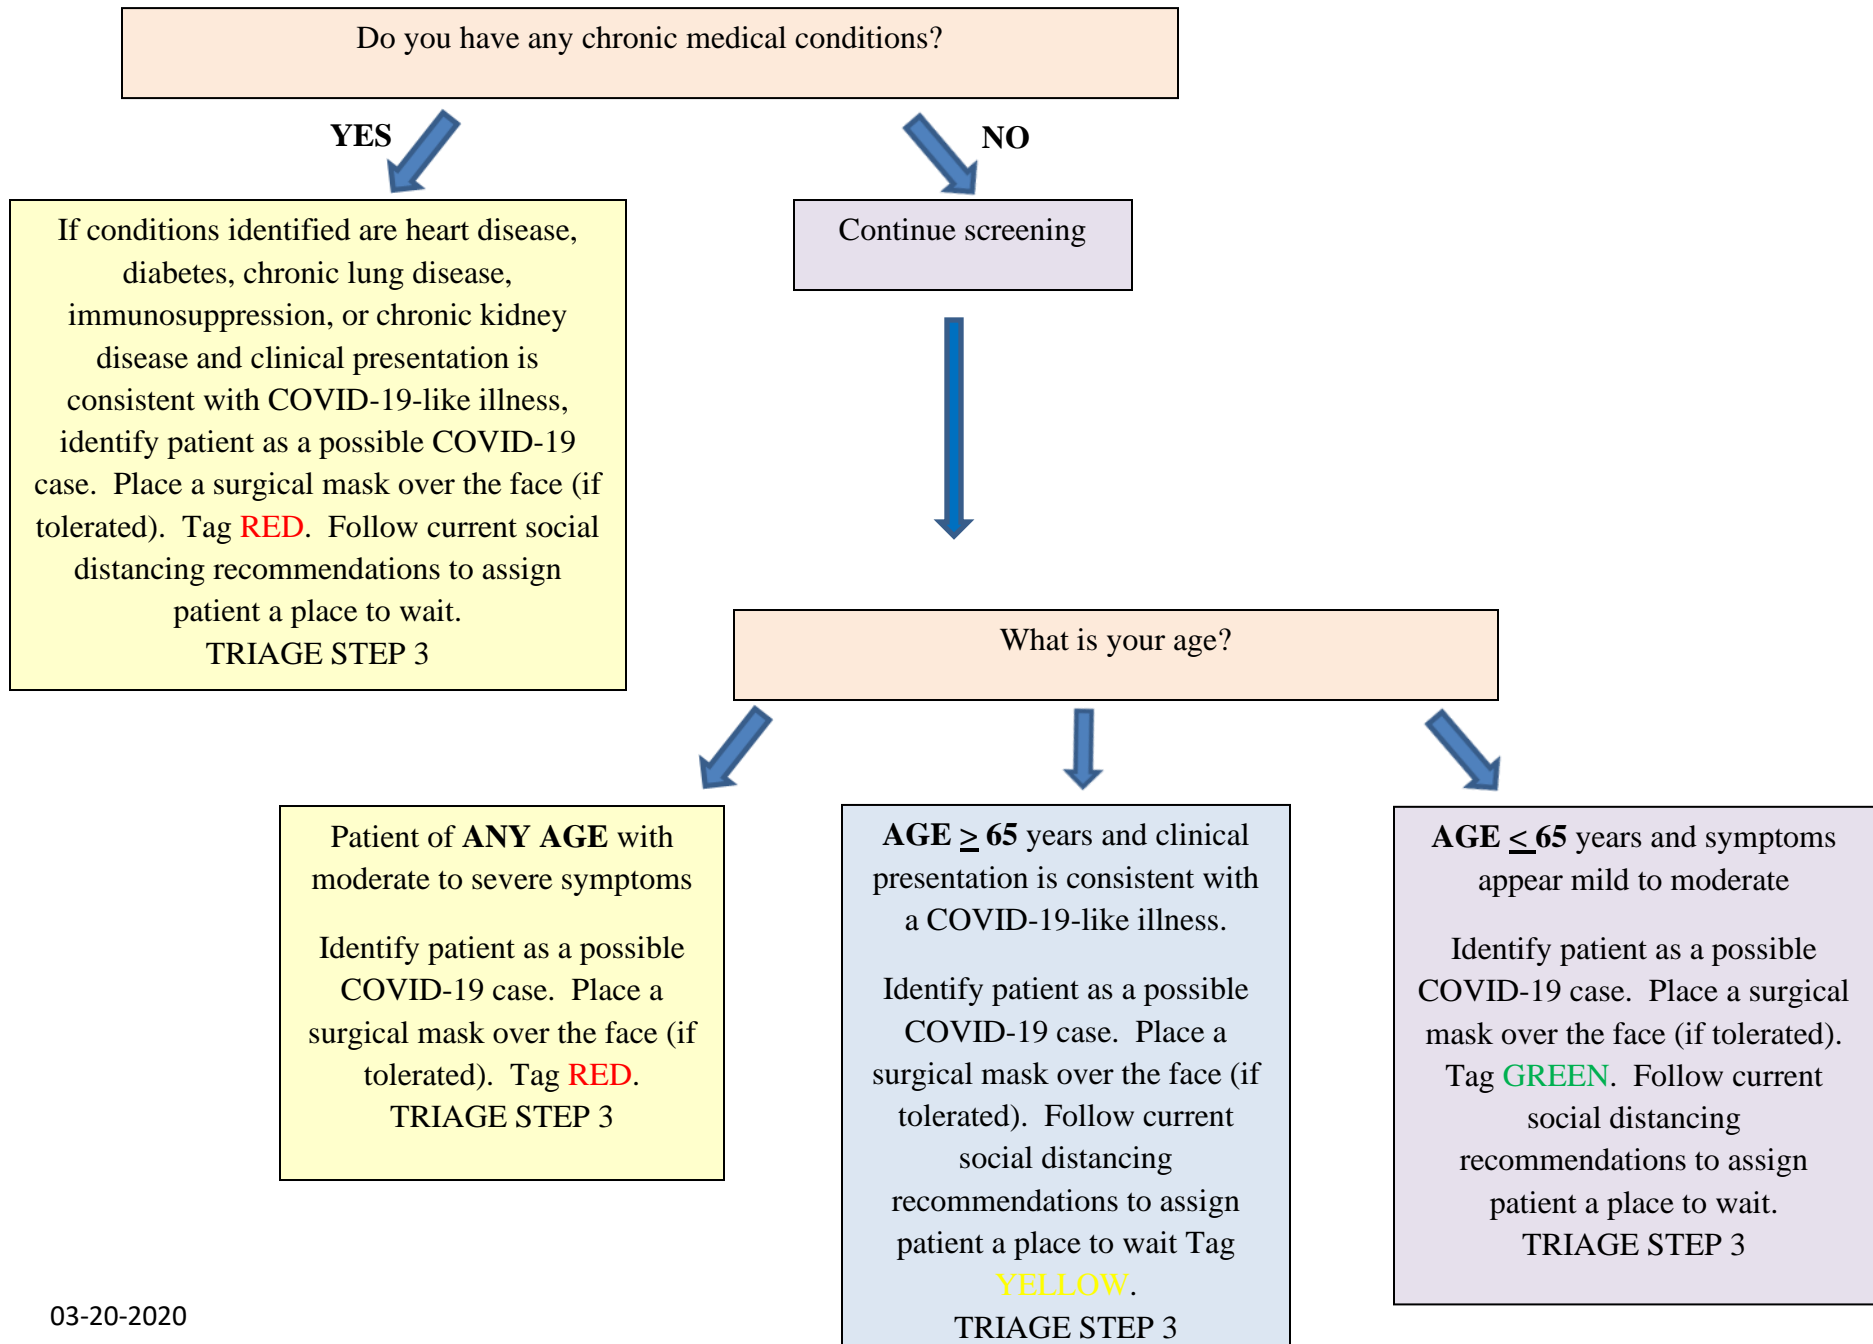 Do you have any chronic medical conditions?
YES
NO
If conditions identified are heart disease,
diabetes, chronic lung disease,
immunosuppression, or chronic kidney
disease and clinical presentation is
consistent with COVID-19-like illness,
identify patient as a possible COVID-19
case.  Place a surgical mask over the face (if
tolerated).  Tag RED.  Follow current social
distancing recommendations to assign
patient a place to wait.
TRIAGE STEP 3
Continue screening
What is your age?
Patient of ANY AGE with
moderate to severe symptoms
Identify patient as a possible
COVID-19 case.  Place a
surgical mask over the face (if
tolerated).  Tag RED.
TRIAGE STEP 3
AGE ≥ 65 years and clinical
presentation is consistent with
a COVID-19-like illness.
Identify patient as a possible
COVID-19 case.  Place a
surgical mask over the face (if
tolerated).  Follow current
social distancing
recommendations to assign
patient a place to wait Tag
YELLOW.
TRIAGE STEP 3
AGE ≤ 65 years and symptoms
appear mild to moderate
Identify patient as a possible
COVID-19 case.  Place a surgical
mask over the face (if tolerated).
Tag GREEN.  Follow current
social distancing
recommendations to assign
patient a place to wait.
TRIAGE STEP 3
03-20-2020